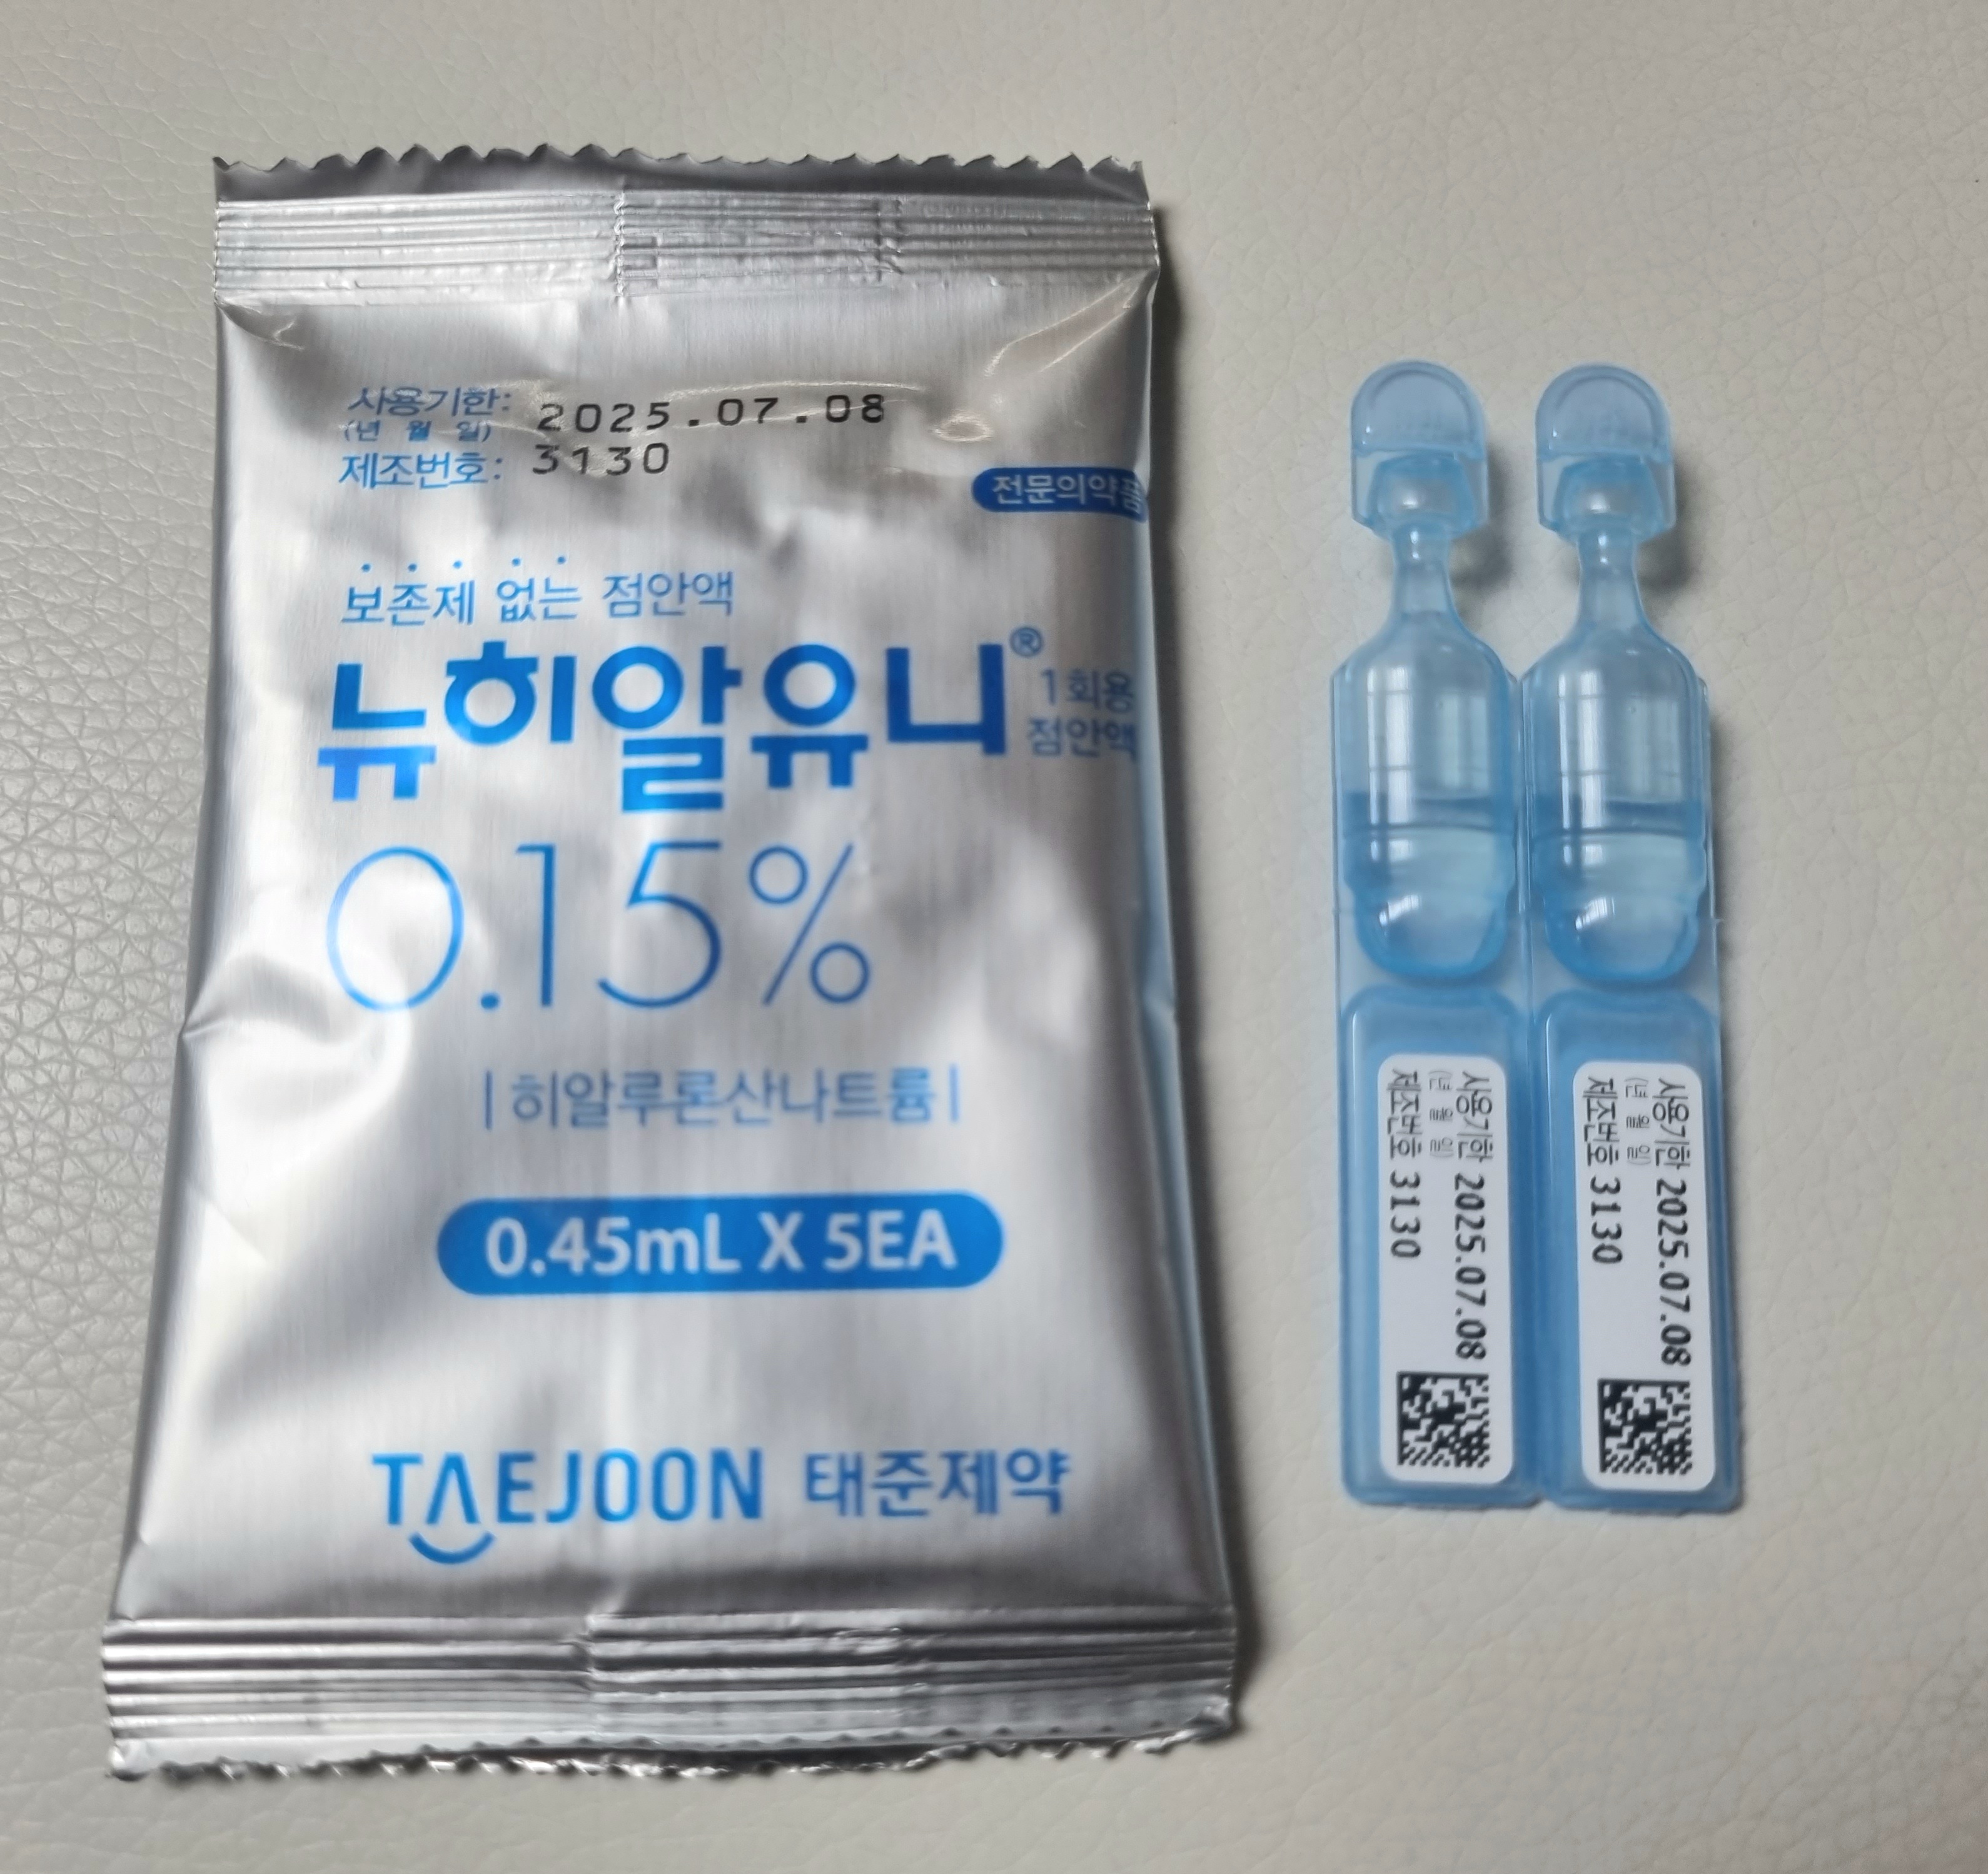 사용기한: 2025.07.08
(년 월 일)
제조번호: 3130
전문의약품
보존제 없는 점안액
뉴히알유니® 1회용
점안액
0.15%
|히알루론산나트륨|
0.45mL X 5EA
TAEJOON 태준제약
사용기한 2025.07.08
(년 월 일)
제조번호 3130
사용기한 2025.07.08
(년 월 일)
제조번호 3130